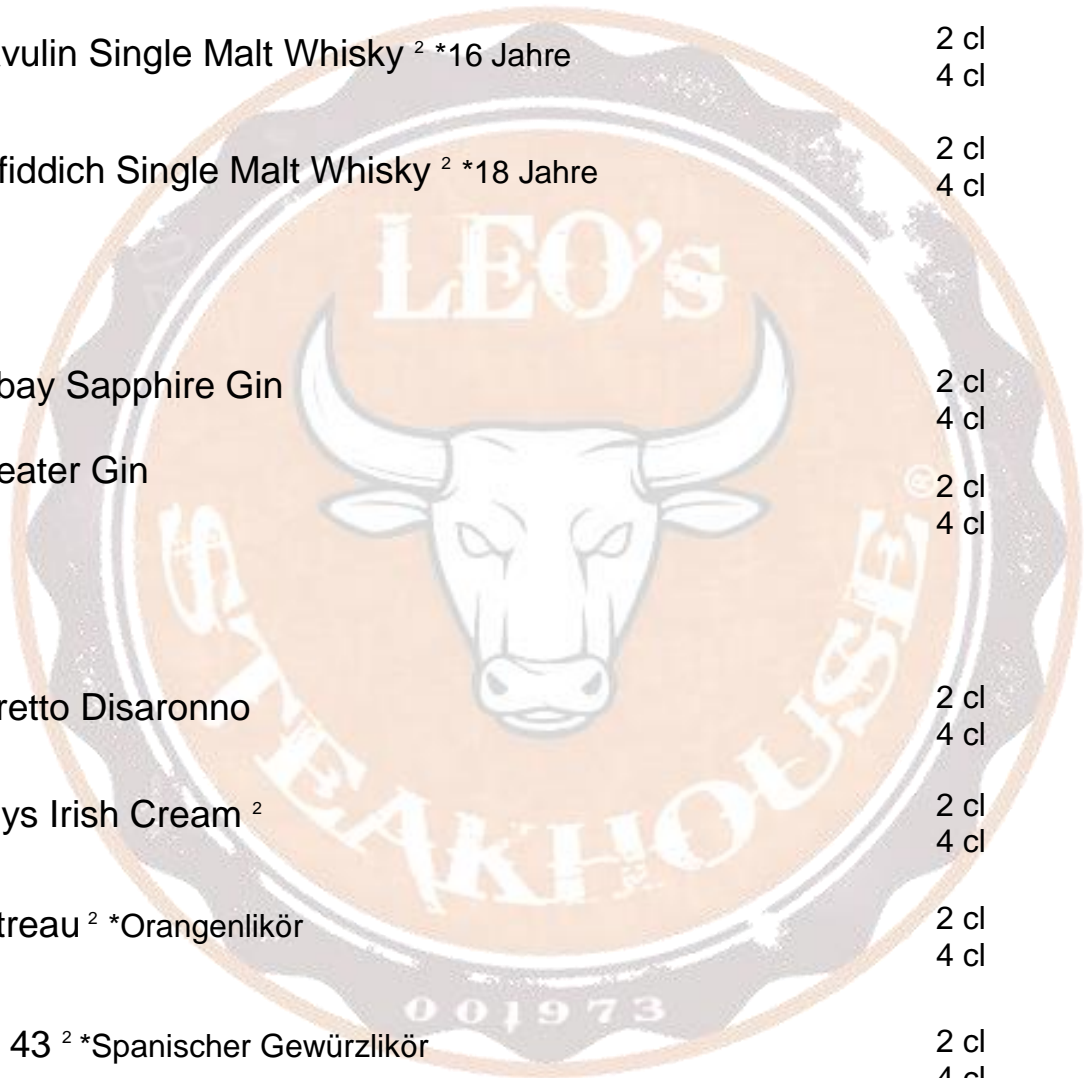 vulin Single Malt Whisky ² *16 Jahre
2 cl
4 cl
fiddich Single Malt Whisky ² *18 Jahre
2 cl
4 cl
LEO's
bay Sapphire Gin
2 cl
4 cl
eater Gin
2 cl
4 cl
STEAKHOUSE®
retto Disaronno
2 cl
4 cl
ys Irish Cream ²
2 cl
4 cl
treau ² *Orangenlikör
2 cl
4 cl
001973
43 ² *Spanischer Gewürzlikör
2 cl
4 cl